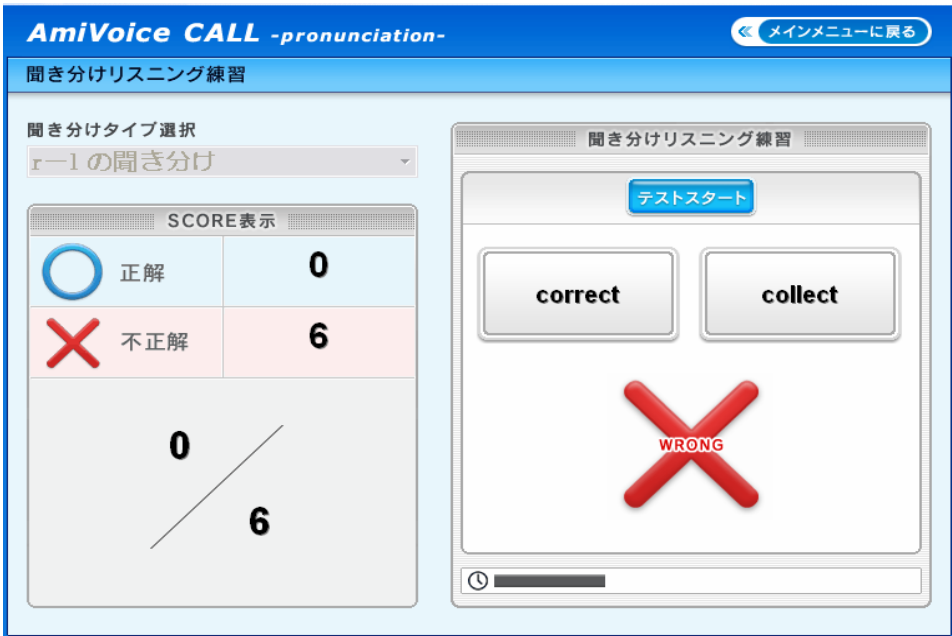 AmiVoice CALL -pronunciation-
メインメニューに戻る
聞き分けリスニング練習
聞き分けタイプ選択
r－lの聞き分け
SCORE表示
正解
0
不正解
6
0
6
聞き分けリスニング練習
テストスタート
correct
collect
WRONG